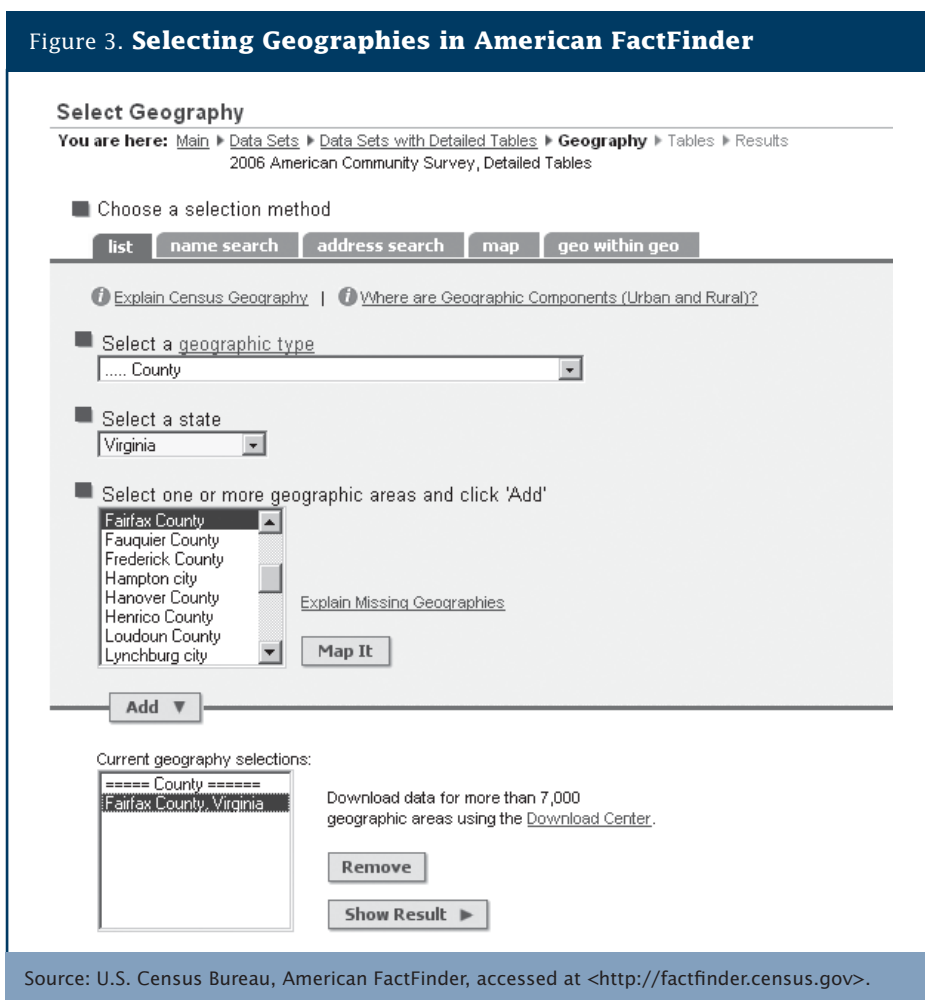 Figure 3. Selecting Geographies in American FactFinder
Select Geography
You are here: Main ▶ Data Sets ▶ Data Sets with Detailed Tables ▶ Geography ▶ Tables ▶ Results
2006 American Community Survey, Detailed Tables
Choose a selection method
list name search address search map geo within geo
Explain Census Geography | Where are Geographic Components (Urban and Rural)?
Select a geographic type
..... County
Select a state
Virginia
Select one or more geographic areas and click 'Add'
Fairfax County
Fauquier County
Frederick County
Hampton city
Hanover County
Henrico County
Loudoun County
Lynchburg city
Explain Missing Geographies
Map It
Add ▼
Current geography selections:
===== County ======
Fairfax County, Virginia
Download data for more than 7,000
geographic areas using the Download Center.
Remove
Show Result ▶
Source: U.S. Census Bureau, American FactFinder, accessed at <http://factfinder.census.gov>.